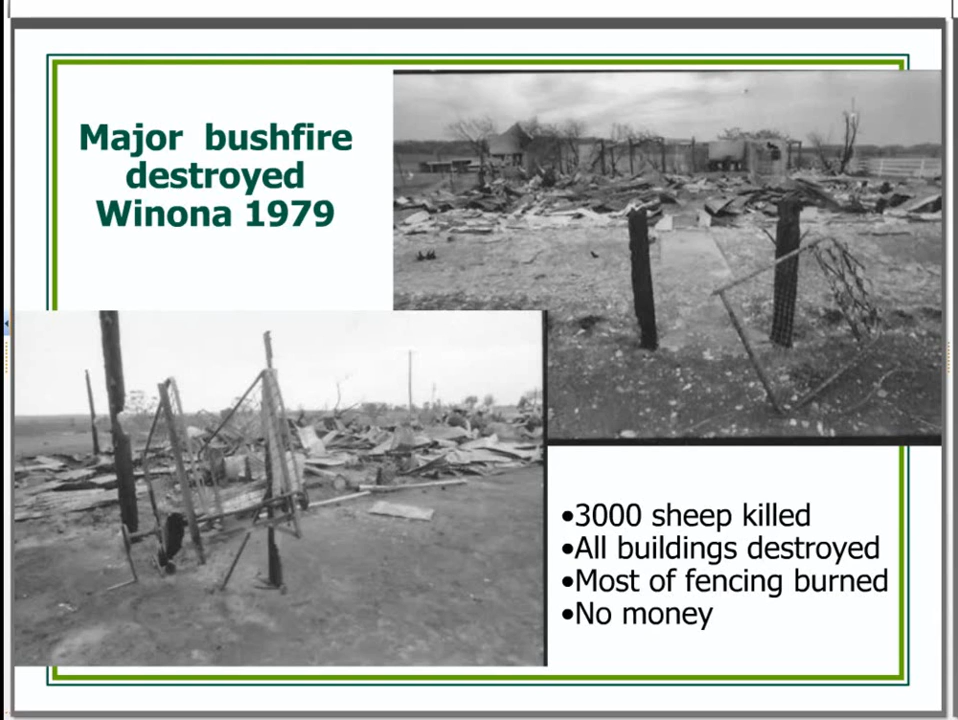 Major bushfire
destroyed
Winona 1979
•3000 sheep killed
•All buildings destroyed
•Most of fencing burned
•No money